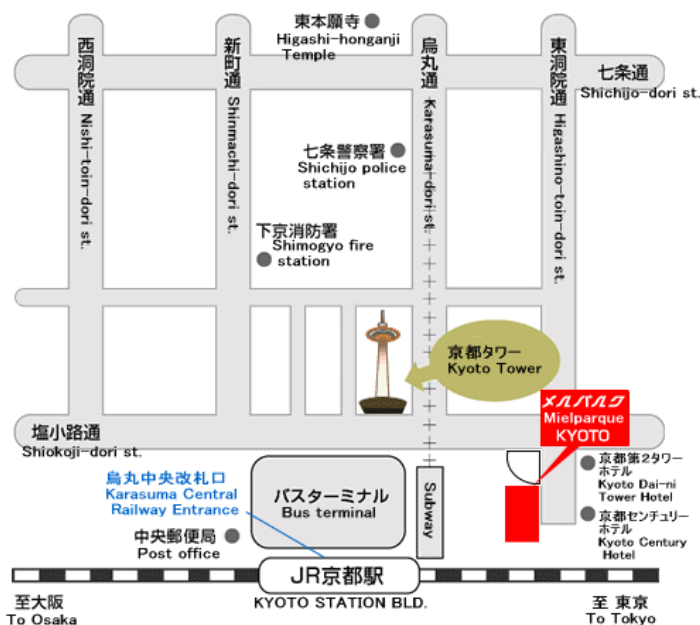 東本願寺
Higashi-honganji
Temple
西洞院通
Nishi-toin-dori st.
新町通
Shinmachi-dori st.
烏丸通
Karasuma-dori st.
東洞院通
Higashino-toin-dori st.
七条通
Shichijo-dori st.
七条警察署
Shichijo police
station
下京消防署
Shimogyo fire
station
京都タワー
Kyoto Tower
メルパルク
Mielparque
KYOTO
塩小路通
Shiokoji-dori st.
烏丸中央改札口
Karasuma Central
Railway Entrance
バスターミナル
Bus terminal
Subway
京都第2タワー
ホテル
Kyoto Dai-ni
Tower Hotel
京都センチュリー
ホテル
Kyoto Century
Hotel
中央郵便局
Post office
JR京都駅
KYOTO STATION BLD.
至大阪
To Osaka
至 東京
To Tokyo